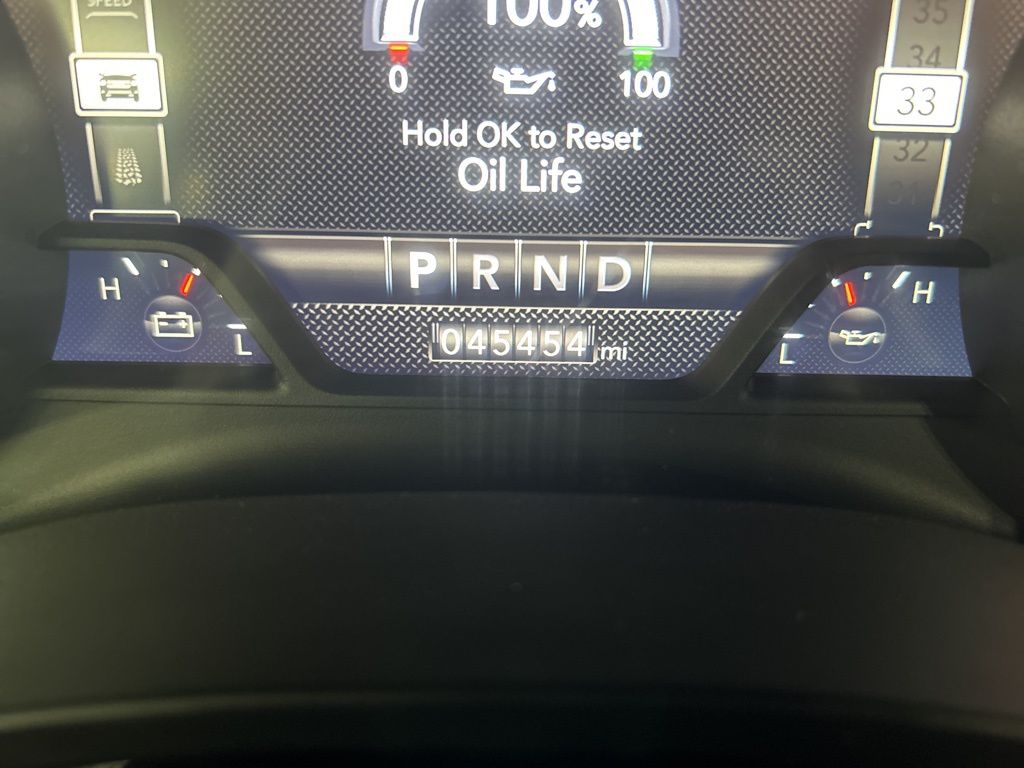 SPEED
100%
0
100
Hold OK to Reset
Oil Life
35
34
33
32
31
H
L
P R N D
045454 mi
H
L